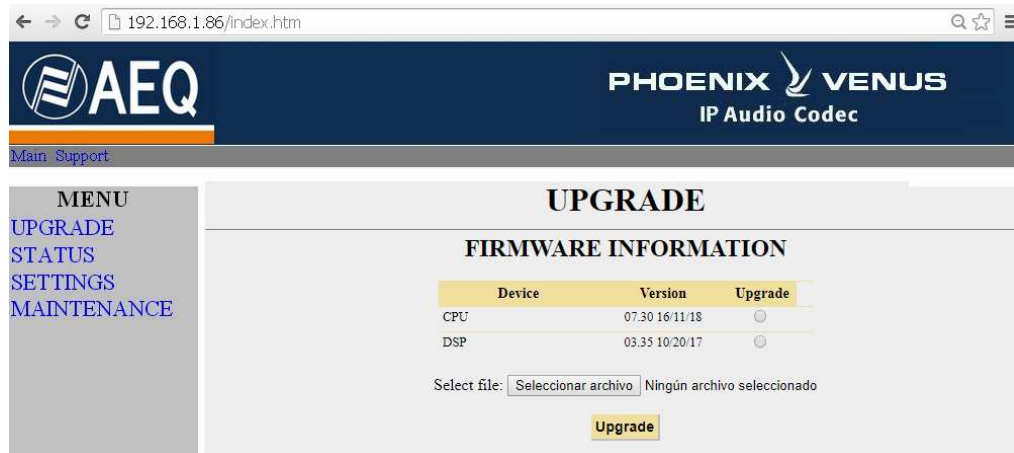 192.168.1.86/index.htm
AEQ
PHOENIX VENUS
IP Audio Codec
Main Support
MENU
UPGRADE
STATUS
SETTINGS
MAINTENANCE
UPGRADE
FIRMWARE INFORMATION
Device Version Upgrade
CPU 07.30 16/11/18
DSP 03.35 10/20/17
Select file: Seleccionar archivo Ningún archivo seleccionado
Upgrade